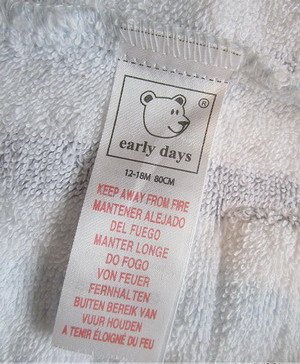 ®
early days
12-18M 80CM
KEEP AWAY FROM FIRE
MANTENER ALEJADO
DEL FUEGO
MANTER LONGE
DO FOGO
VON FEUER
FERNHALTEN
BUITEN BEREIK VAN
VUUR HOUDEN
A TENIR ÉLOIGNÉ DU FEU